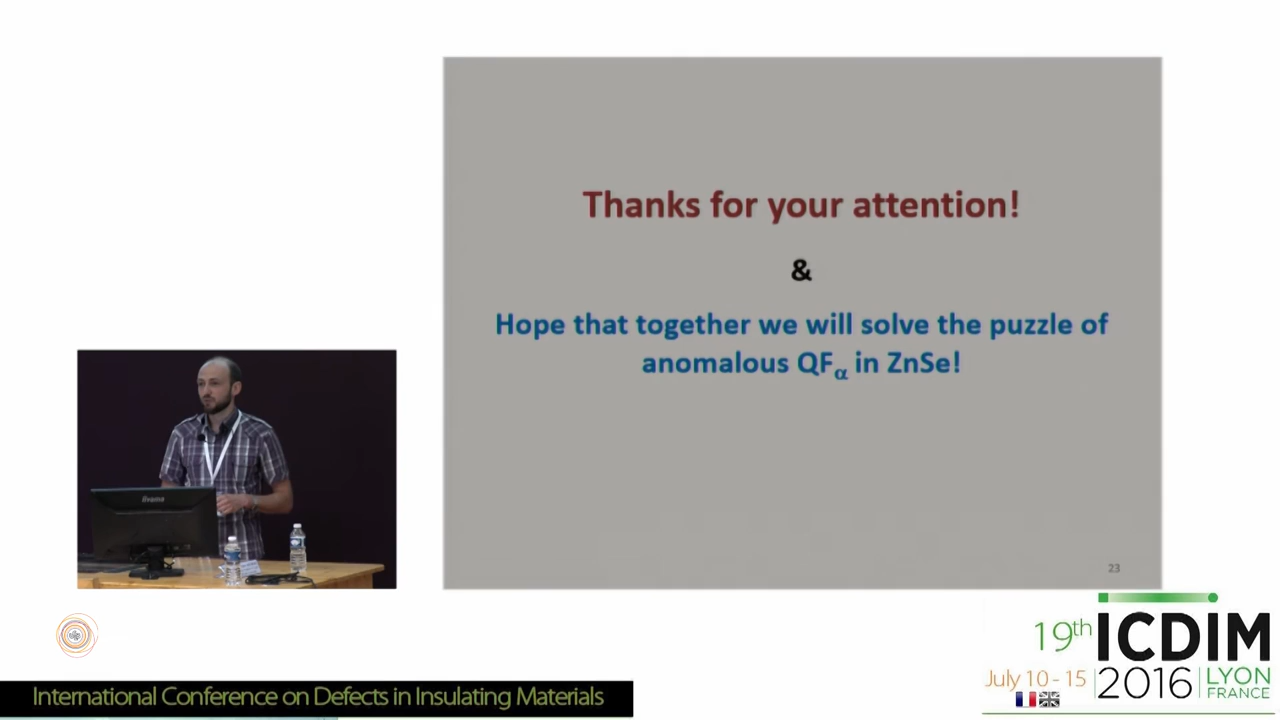 Thanks for your attention!
&
Hope that together we will solve the puzzle of
anomalous QFα in ZnSe!
23
iiyama
19th ICDIM
July 10 - 15 2016 LYON
FRANCE
International Conference on Defects in Insulating Materials